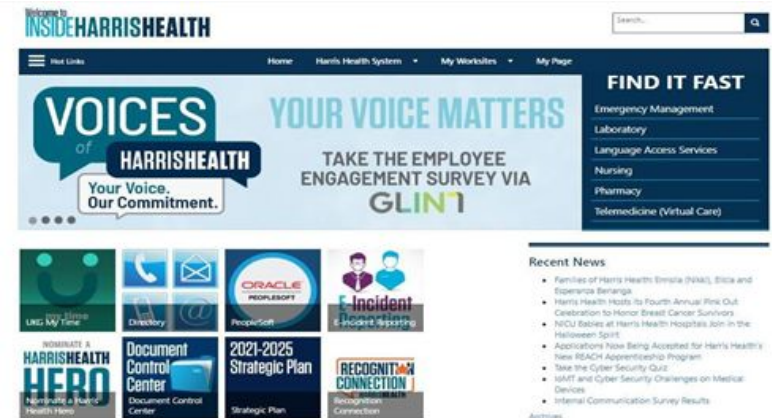 Welcome to
INSIDEHARRISHEALTH
Search...
Hot Links
Home
Harris Health System
My Worksites
My Page
VOICES
of
HARRISHEALTH
Your Voice.
Our Commitment.
YOUR VOICE MATTERS
TAKE THE EMPLOYEE
ENGAGEMENT SURVEY VIA
GLINT
FIND IT FAST
Emergency Management
Laboratory
Language Access Services
Nursing
Pharmacy
Telemedicine (Virtual Care)
my time
UKG My Time
@
Directory
ORACLE
PEOPLESOFT
PeopleSoft
E-Incident
Reporting
E-Incident Reporting
NOMINATE A
HARRISHEALTH
HERO
Nominate a Harris
Health Hero
Document
Control
Center
Document Control
Center
2021-2025
Strategic Plan
Strategic Plan
RECOGNITION
CONNECTION
Recognition
Connection
Recent News
Families of Harris Health (Nikki), Elicia and
Esperanza
Harris Health Hosts its Fourth Annual Pink Out
Celebration to Honor Breast Cancer Survivors
NICU Babies at Harris Health Hospitals Join in the
Halloween Spirit
Applications Now Being Accepted for Harris Health's
New REACH Apprenticeship Program
Take the Cyber Security Quiz
IoMT and Cyber Security Challenges on Medical
Devices
Internal Communication Survey Results
Archives